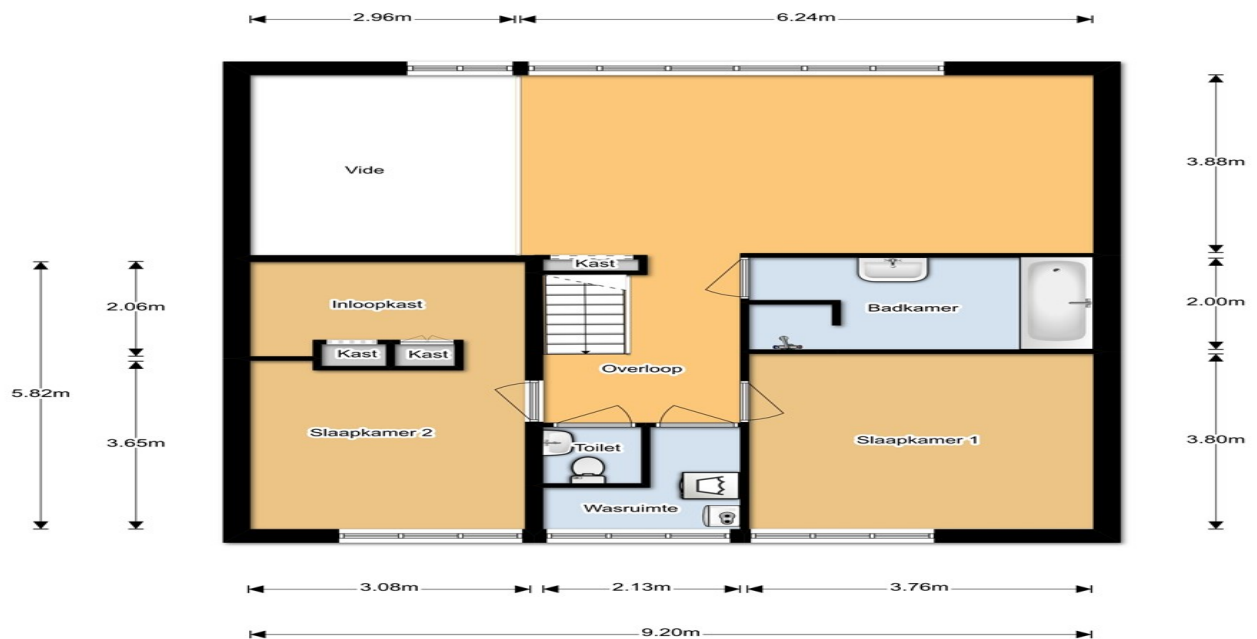 2.96m
6.24m
Vide
3.88m
Kast
Inloopkast
2.06m
Badkamer
2.00m
Kast
Kast
Overloop
5.82m
Slaapkamer 2
3.65m
Slaapkamer 1
3.80m
Toilet
Wasruimte
3.08m
2.13m
3.76m
9.20m